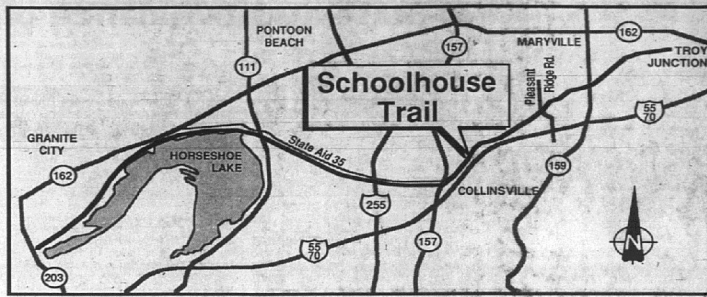 PONTOON
BEACH
157
MARYVILLE
162
TROY
JUNCTION
111
Schoolhouse
Trail
Pleasant
Ridge Rd.
55
70
GRANITE
CITY
HORSESHOE
LAKE
State Aid 35
162
159
COLLINSVILLE
255
157
55
70
203
N